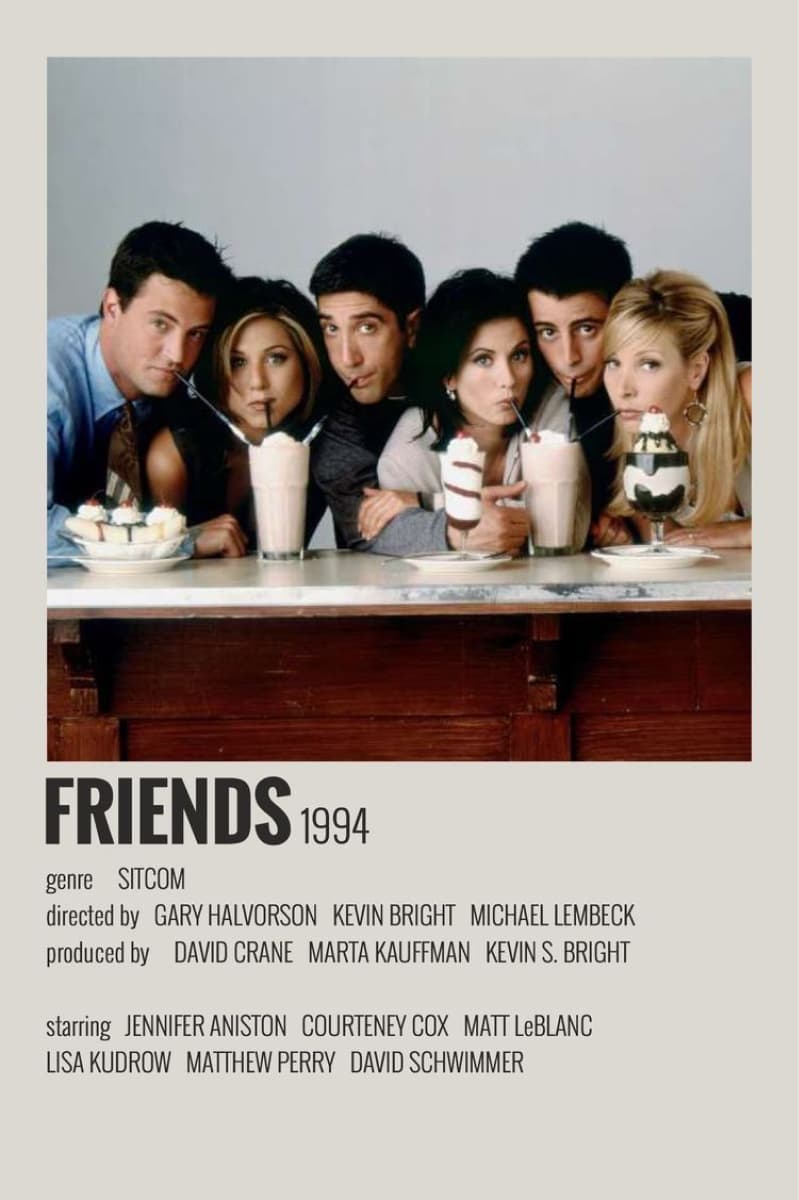 FRIENDS 1994
genre SITCOM
directed by GARY HALVORSON KEVIN BRIGHT MICHAEL LEMBECK
produced by DAVID CRANE MARTA KAUFFMAN KEVIN S. BRIGHT
starring JENNIFER ANISTON COURTENEY COX MATT LeBLANC
LISA KUDROW MATTHEW PERRY DAVID SCHWIMMER